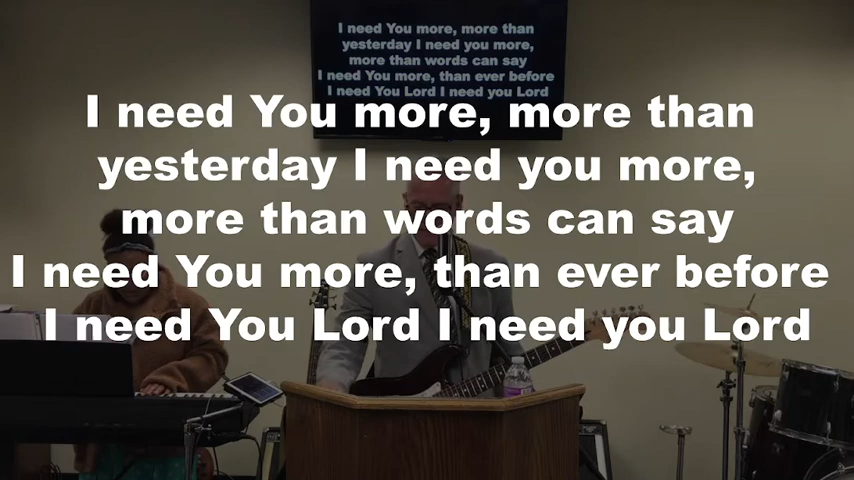 I need You more, more than
yesterday I need you more,
more than words can say
I need You more, than ever before
I need You Lord I need you Lord
I need You more, more than
yesterday I need you more,
more than words can say
I need You more, than ever before
I need You Lord I need you Lord